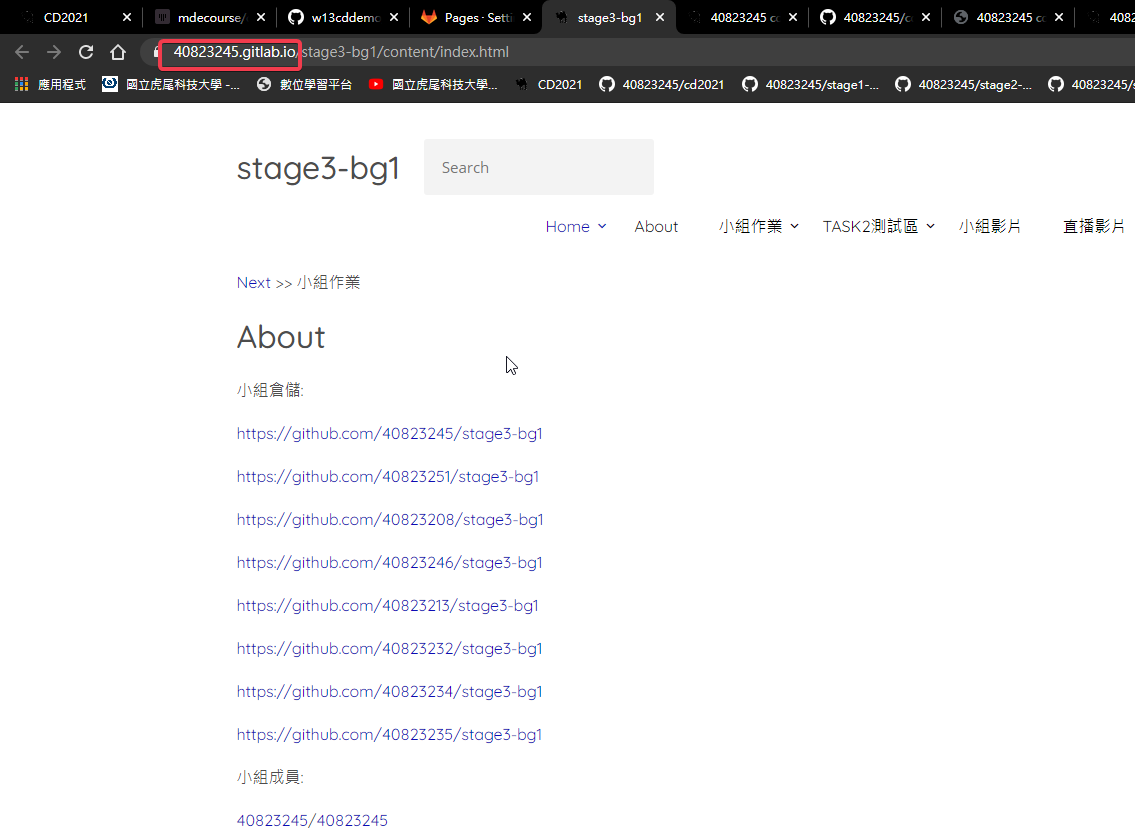 CD2021 mdecourse/ w13cddemo Pages · Setti stage3-bg1 40823245 co 40823245/c 40823245 co 4082
40823245.gitlab.io/stage3-bg1/content/index.html
應用程式 國立虎尾科技大學 -... 數位學習平台 國立虎尾科技大學... CD2021 40823245/cd2021 40823245/stage1-... 40823245/stage2-... 40823245/s
stage3-bg1 Search
Home About 小組作業 TASK2測試區 小組影片 直播影片
Next >> 小組作業
About
小組倉儲:
https://github.com/40823245/stage3-bg1
https://github.com/40823251/stage3-bg1
https://github.com/40823208/stage3-bg1
https://github.com/40823246/stage3-bg1
https://github.com/40823213/stage3-bg1
https://github.com/40823232/stage3-bg1
https://github.com/40823234/stage3-bg1
https://github.com/40823235/stage3-bg1
小組成員:
40823245/40823245